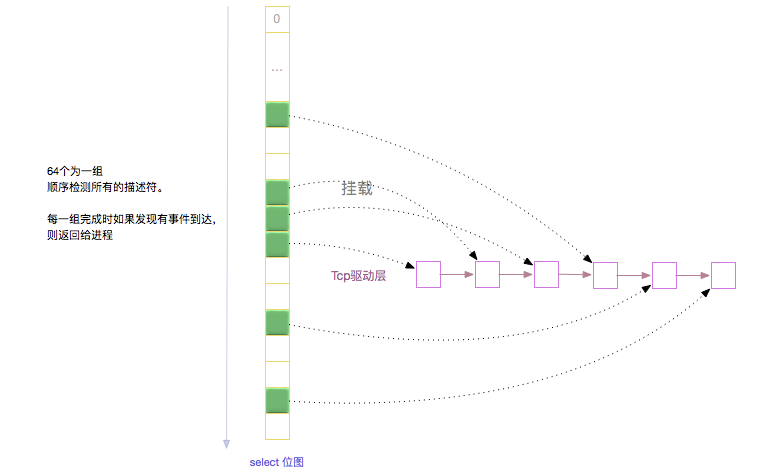 0
...
64个为一组
顺序检测所有的描述符。
每一组完成时如果发现有事件到达,
则返回给进程
挂载
Tcp驱动层
select 位图